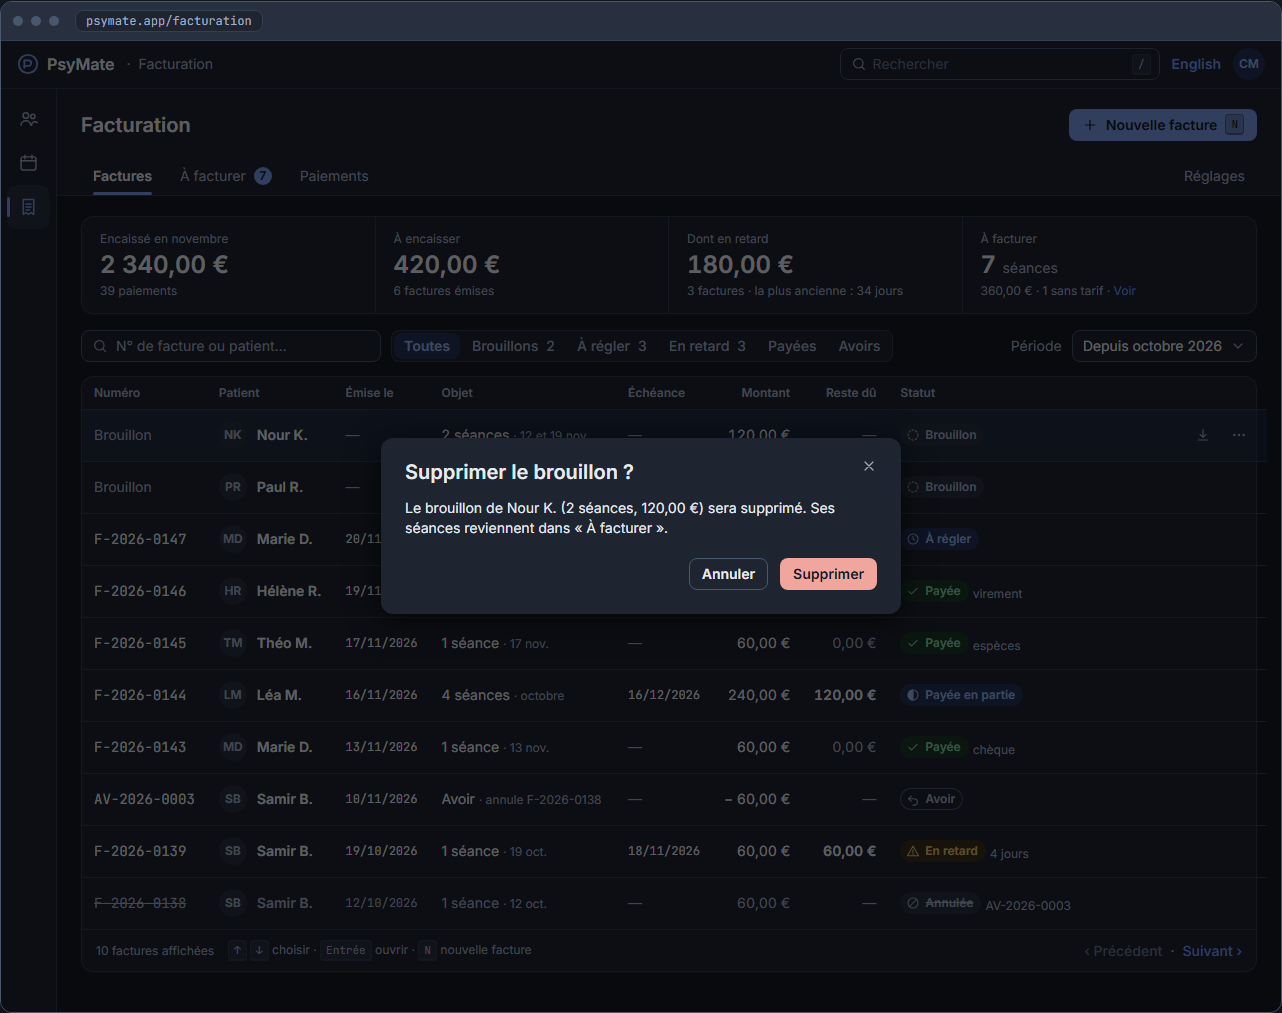 psymate.app/facturation
PsyMate · Facturation
Rechercher /
English CM
Facturation
+ Nouvelle facture N
Factures À facturer 7 Paiements Réglages
Encaissé en novembre
2 340,00 €
39 paiements
À encaisser
420,00 €
6 factures émises
Dont en retard
180,00 €
3 factures · la plus ancienne : 34 jours
À facturer
7 séances
360,00 € · 1 sans tarif · Voir
N° de facture ou patient...
Toutes Brouillons 2 À régler 3 En retard 3 Payées Avoirs
Période Depuis octobre 2026
Numéro Patient Émise le Objet Échéance Montant Reste dû Statut
Brouillon NK Nour K. — 2 séances · 12 et 19 nov. — 120,00 € — Brouillon
Brouillon PR Paul R. — Brouillon
F-2026-0147 MD Marie D. 20/11 À régler
F-2026-0146 HR Hélène R. 19/11 Payée virement
Supprimer le brouillon ?
Le brouillon de Nour K. (2 séances, 120,00 €) sera supprimé. Ses
séances reviennent dans « À facturer ».
Annuler Supprimer
F-2026-0145 TM Théo M. 17/11/2026 1 séance · 17 nov. — 60,00 € 0,00 € Payée espèces
F-2026-0144 LM Léa M. 16/11/2026 4 séances · octobre 16/12/2026 240,00 € 120,00 € Payée en partie
F-2026-0143 MD Marie D. 13/11/2026 1 séance · 13 nov. — 60,00 € 0,00 € Payée chèque
AV-2026-0003 SB Samir B. 10/11/2026 Avoir · annule F-2026-0138 — − 60,00 € — Avoir
F-2026-0139 SB Samir B. 19/10/2026 1 séance · 19 oct. 18/11/2026 60,00 € 60,00 € En retard 4 jours
F-2026-0138 SB Samir B. 12/10/2026 1 séance · 12 oct. — 60,00 € — Annulée AV-2026-0003
10 factures affichées ↑ ↓ choisir · Entrée ouvrir · N nouvelle facture
‹ Précédent · Suivant ›